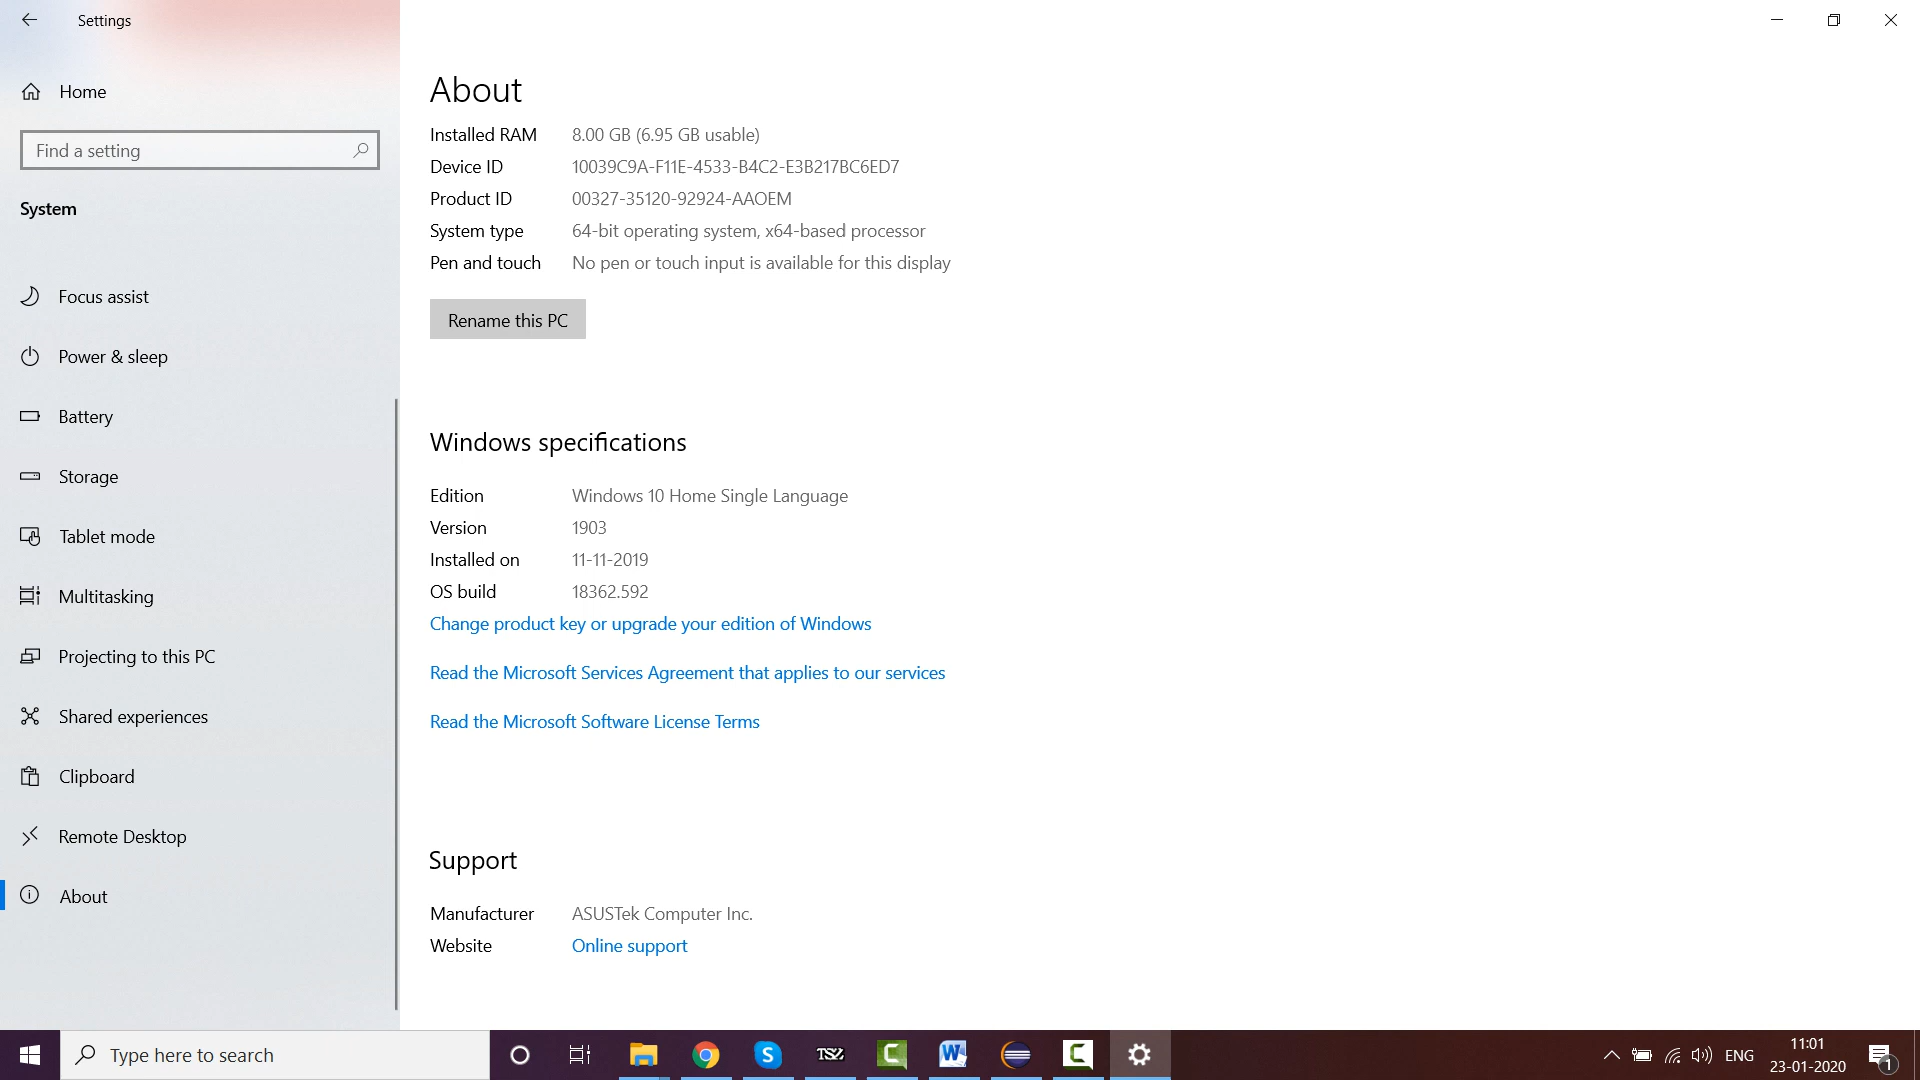 Settings
Home
Find a setting
System
Focus assist
Power & sleep
Battery
Storage
Tablet mode
Multitasking
Projecting to this PC
Shared experiences
Clipboard
Remote Desktop
About
About
Installed RAM 8.00 GB (6.95 GB usable)
Device ID 10039C9A-F11E-4533-B4C2-E3B217BC6ED7
Product ID 00327-35120-92924-AAOEM
System type 64-bit operating system, x64-based processor
Pen and touch No pen or touch input is available for this display
Rename this PC
Windows specifications
Edition Windows 10 Home Single Language
Version 1903
Installed on 11-11-2019
OS build 18362.592
Change product key or upgrade your edition of Windows
Read the Microsoft Services Agreement that applies to our services
Read the Microsoft Software License Terms
Support
Manufacturer ASUSTek Computer Inc.
Website Online support
Type here to search
S
TS2
C
W
C
ENG
11:01
23-01-2020
1